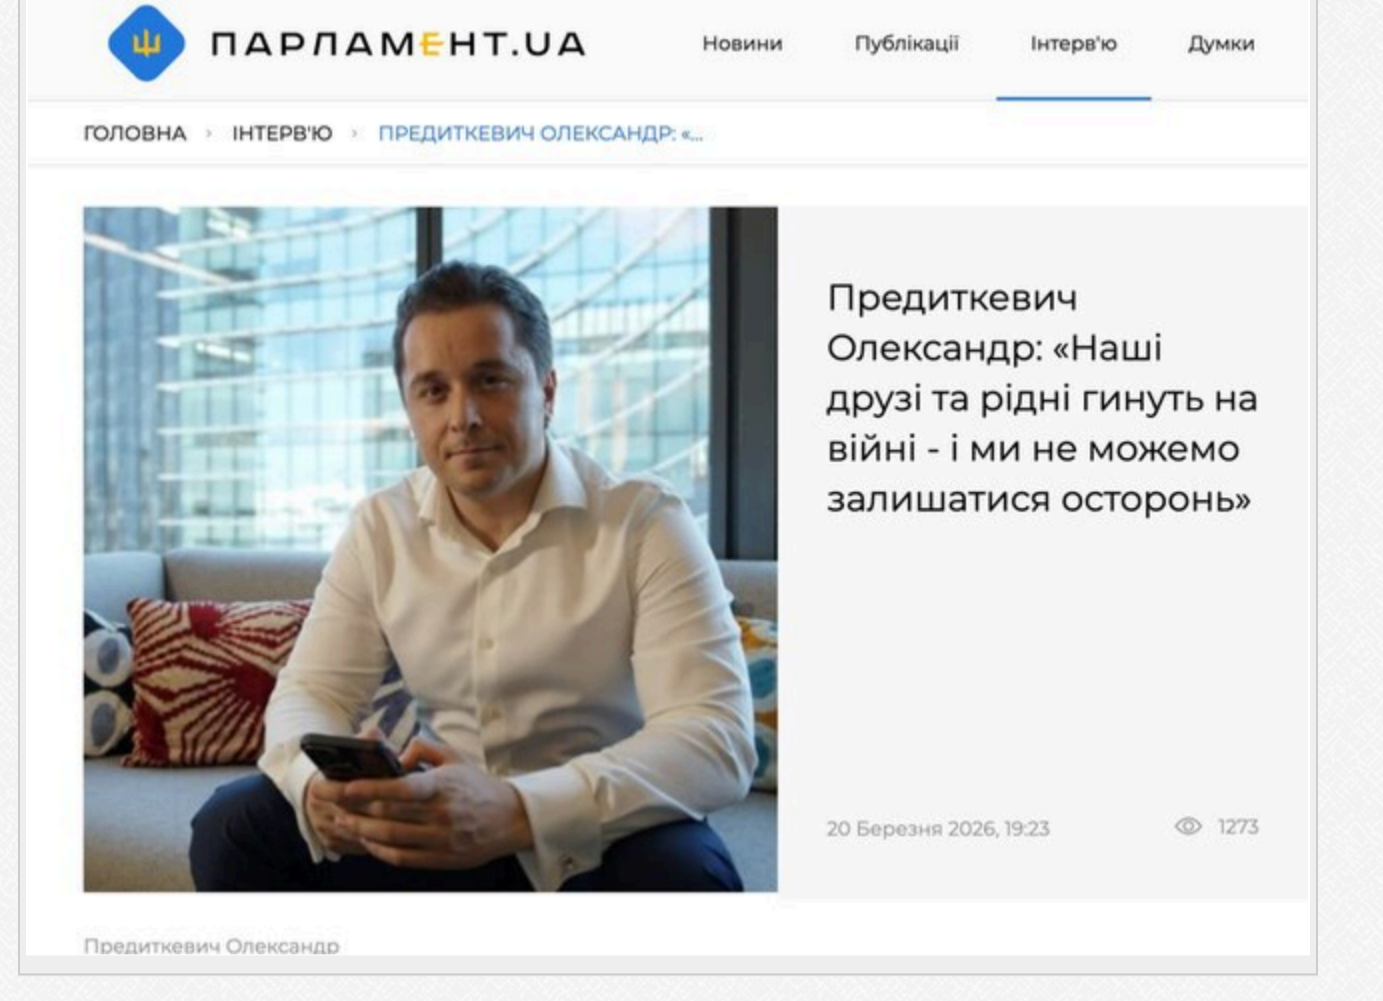 ПАРЛАМЕНТ.UA
Новини Публікації Інтерв'ю Думки
ГОЛОВНА › ІНТЕРВ'Ю › ПРЕДИТКЕВИЧ ОЛЕКСАНДР: «...
Предиткевич
Олександр: «Наші
друзі та рідні гинуть на
війні - і ми не можемо
залишатися осторонь»
20 Березня 2026, 19:23 1273
Предиткевич Олександр